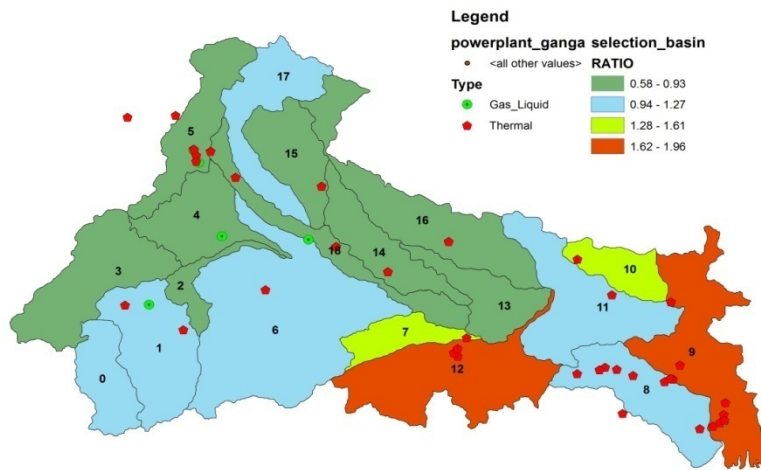 Legend
powerplant_ganga selection_basin
<all other values> RATIO
Type 0.58 - 0.93
Gas_Liquid 0.94 - 1.27
Thermal 1.28 - 1.61
1.62 - 1.96
17
5
15
4
16
18
14
3
2
10
11
13
6
7
1
0
12
9
8